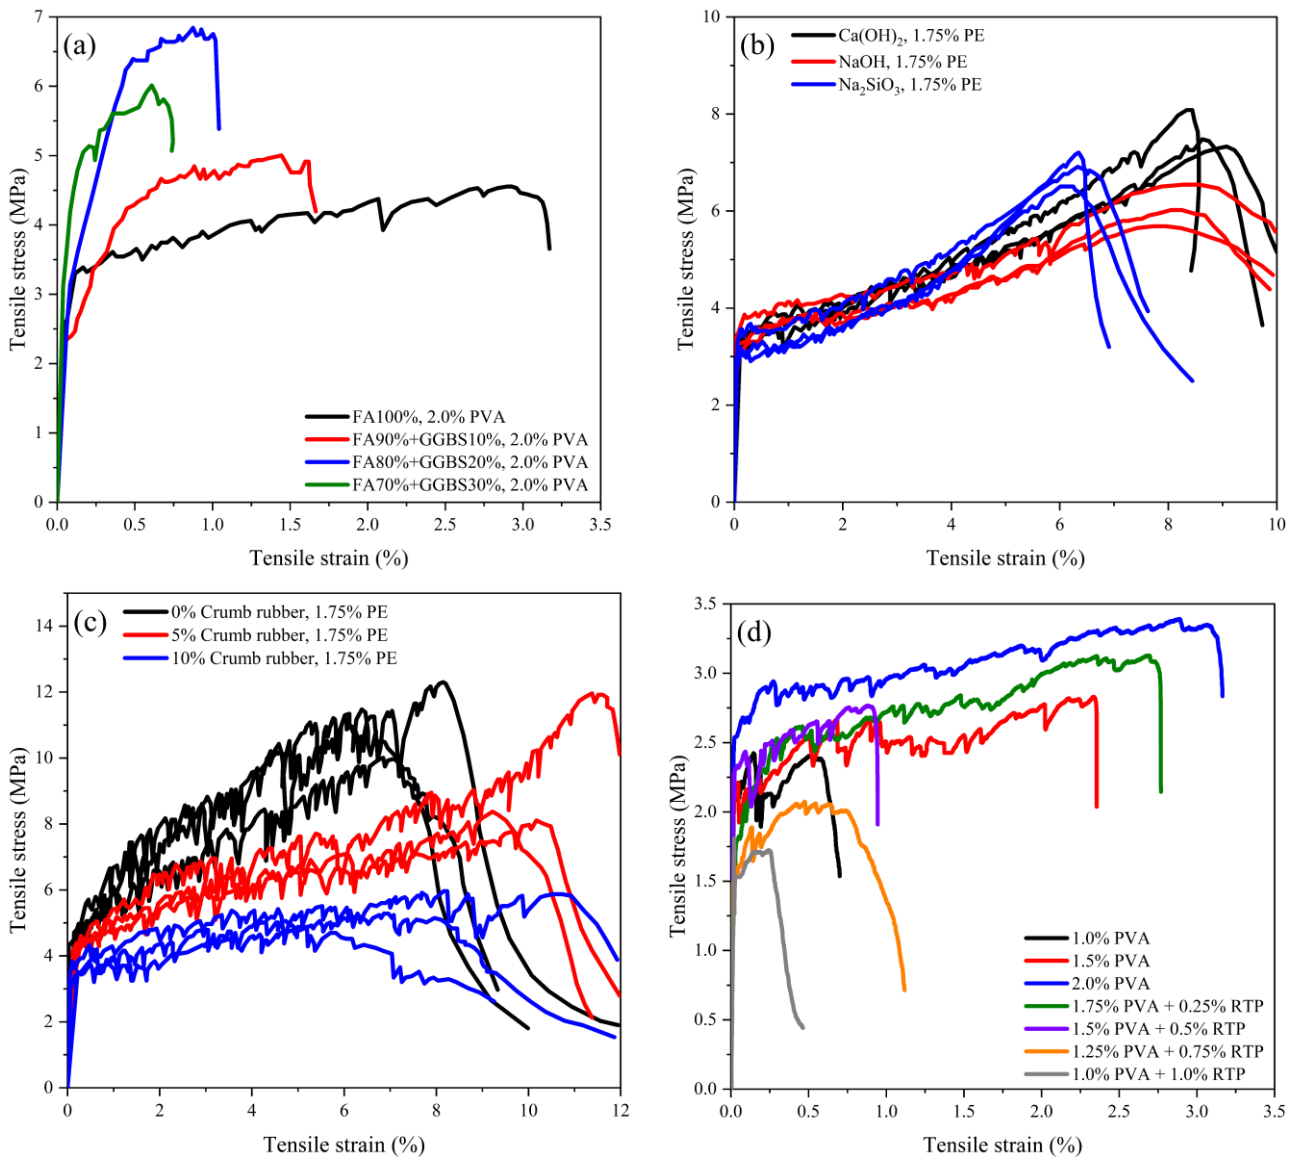 (a)
7
6
5
4
3
2
1
0
Tensile stress (MPa)
FA100%, 2.0% PVA
FA90%+GGBS10%, 2.0% PVA
FA80%+GGBS20%, 2.0% PVA
FA70%+GGBS30%, 2.0% PVA
0.0 0.5 1.0 1.5 2.0 2.5 3.0 3.5
Tensile strain (%)
(b)
10
8
6
4
2
0
Tensile stress (MPa)
Ca(OH)₂, 1.75% PE
NaOH, 1.75% PE
Na₂SiO₃, 1.75% PE
0 2 4 6 8 10
Tensile strain (%)
(c)
14
12
10
8
6
4
2
0
Tensile stress (MPa)
0% Crumb rubber, 1.75% PE
5% Crumb rubber, 1.75% PE
10% Crumb rubber, 1.75% PE
0 2 4 6 8 10 12
Tensile strain (%)
(d)
3.5
3.0
2.5
2.0
1.5
1.0
0.5
0.0
Tensile stress (MPa)
1.0% PVA
1.5% PVA
2.0% PVA
1.75% PVA + 0.25% RTP
1.5% PVA + 0.5% RTP
1.25% PVA + 0.75% RTP
1.0% PVA + 1.0% RTP
0.0 0.5 1.0 1.5 2.0 2.5 3.0 3.5
Tensile strain (%)